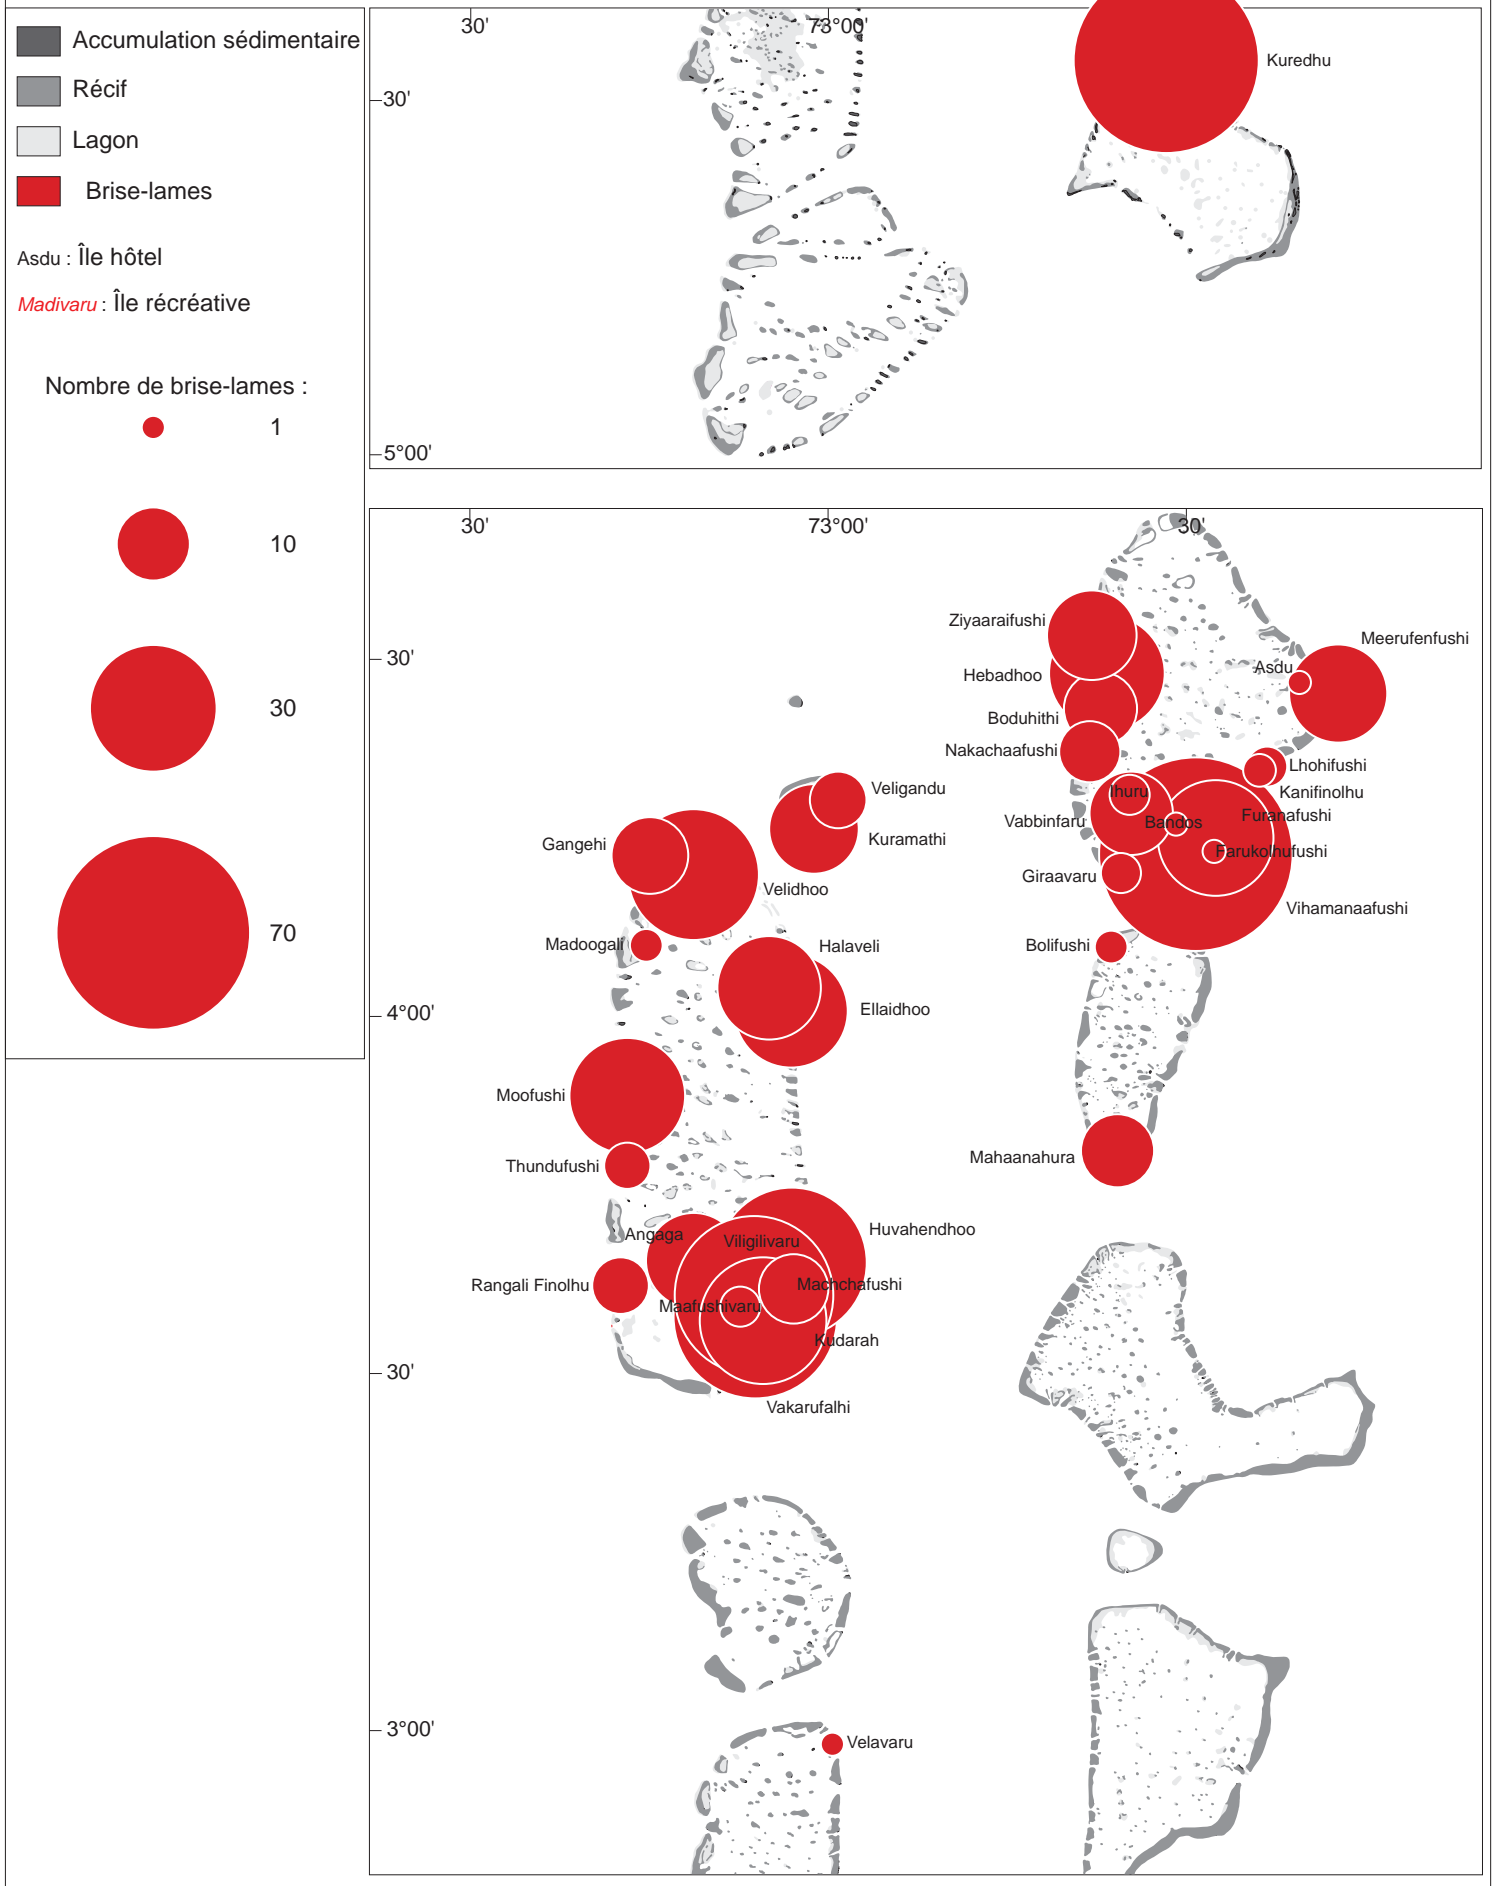 Accumulation sédimentaire
Récif
Lagon
Brise-lames
Asdu : Île hôtel
Madivaru : Île récréative
Nombre de brise-lames :
1
10
30
70
30'
73°00'
Kuredhu
30'
5°00'
30'
73°00'
30'
Ziyaaraifushi
Meerufenfushi
30'
Asdu
Hebadhoo
Boduhithi
Nakachaafushi
Lhohifushi
Kanifinolhu
Veligandu
Ihuru
Furanafushi
Vabbinfaru
Bandos
Kuramathi
Gangehi
Farukolhufushi
Giraavaru
Velidhoo
Vihamanaafushi
Madoogali
Halaveli
Bolifushi
Ellaidhoo
4°00'
Moofushi
Mahaanahura
Thundufushi
Huvahendhoo
Angaga
Viligilivaru
Rangali Finolhu
Machchafushi
Maafushivaru
Kudarah
30'
Vakarufalhi
3°00'
Velavaru